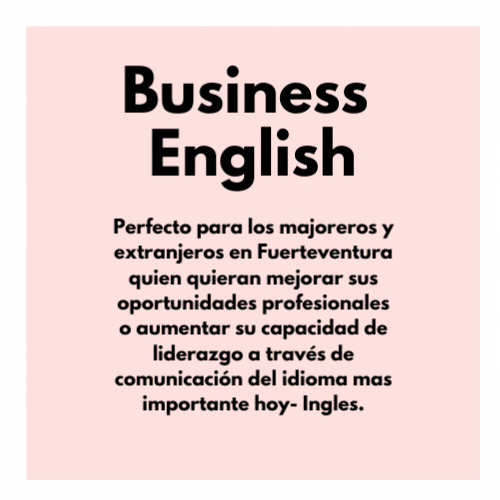 Business
English
Perfecto para los majoreros y
extranjeros en Fuerteventura
quien quieran mejorar sus
oportunidades profesionales
o aumentar su capacidad de
liderazgo a través de
comunicación del idioma mas
importante hoy- Ingles.